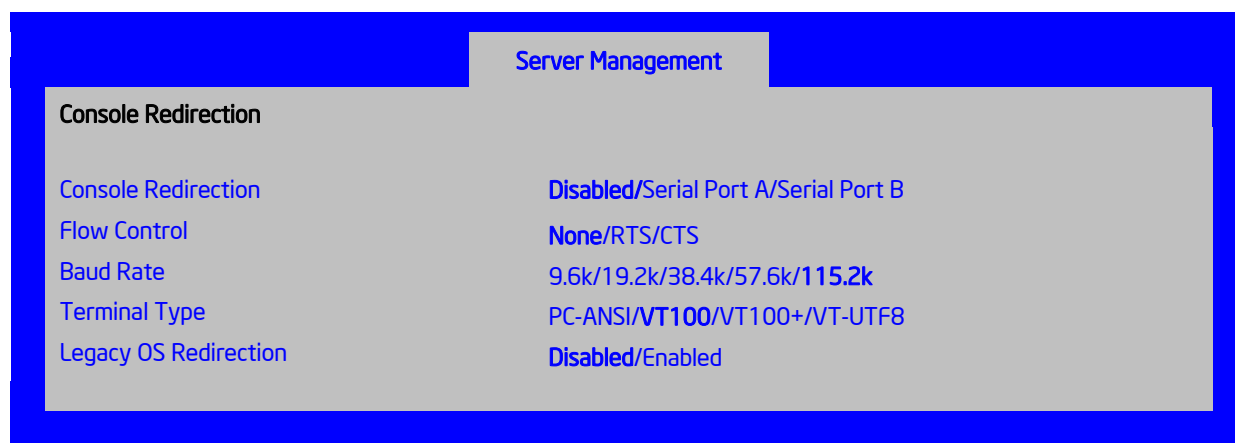 Server Management
Console Redirection
Console Redirection Disabled/Serial Port A/Serial Port B
Flow Control None/RTS/CTS
Baud Rate 9.6k/19.2k/38.4k/57.6k/115.2k
Terminal Type PC-ANSI/VT100/VT100+/VT-UTF8
Legacy OS Redirection Disabled/Enabled